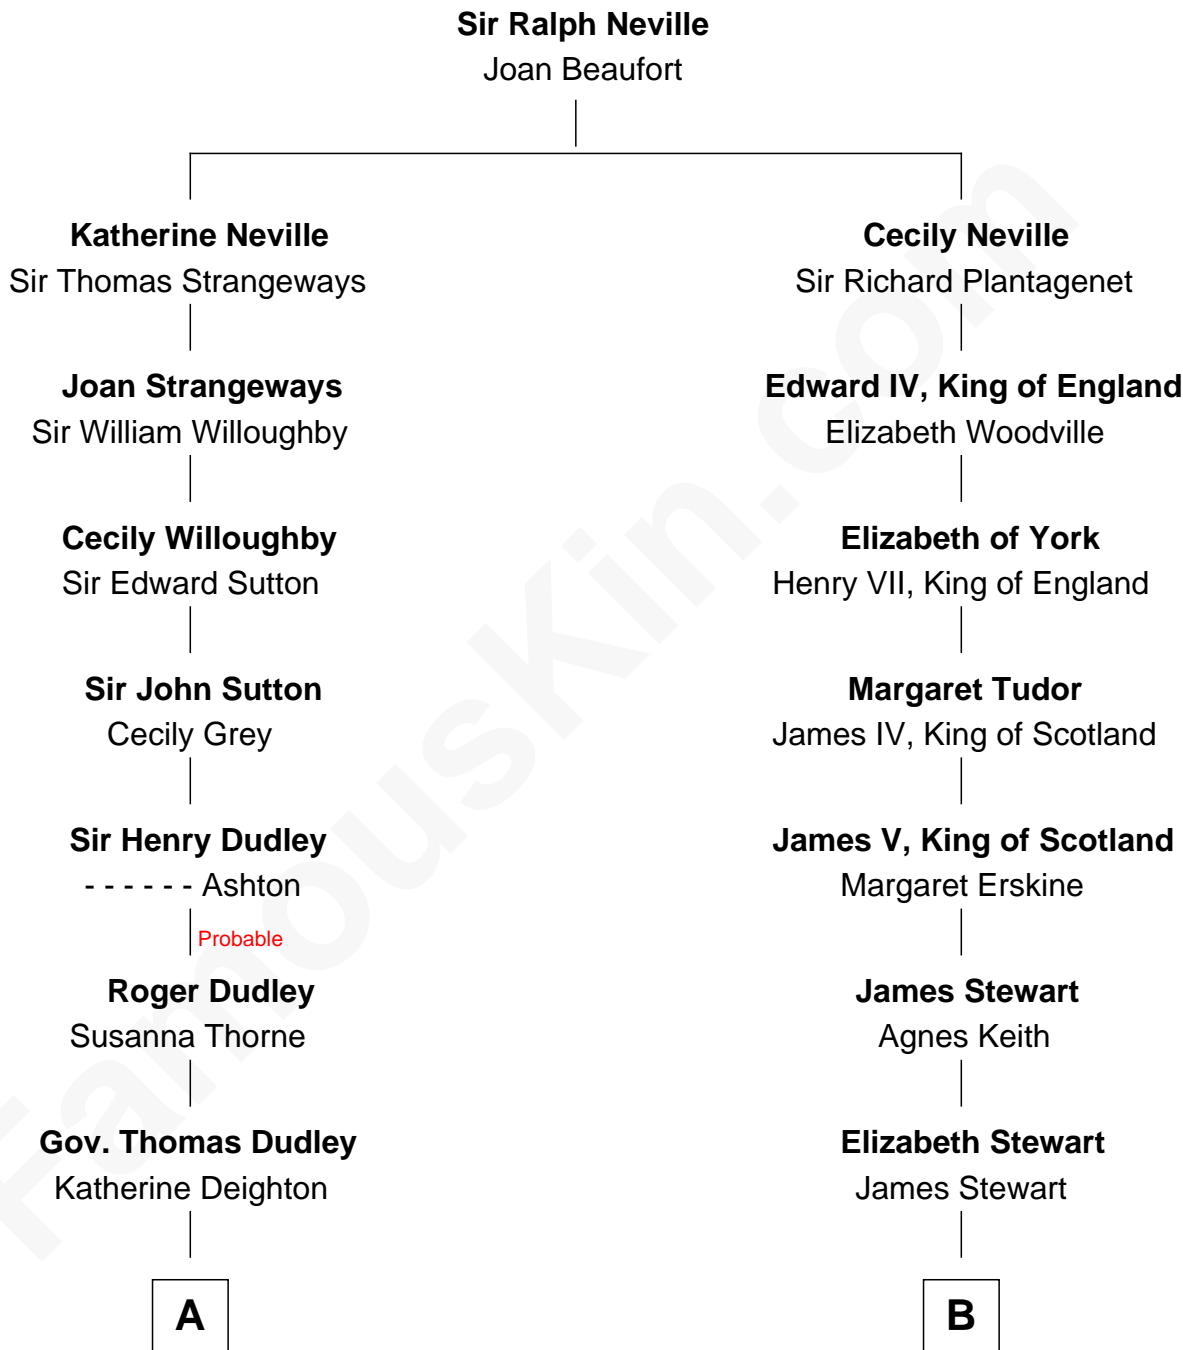 Sir Ralph Neville
Joan Beaufort
Katherine Neville
Sir Thomas Strangeways
Cecily Neville
Sir Richard Plantagenet
Joan Strangeways
Sir William Willoughby
Edward IV, King of England
Elizabeth Woodville
Cecily Willoughby
Sir Edward Sutton
Elizabeth of York
Henry VII, King of England
Sir John Sutton
Cecily Grey
Margaret Tudor
James IV, King of Scotland
Sir Henry Dudley
- - - - - - Ashton
Probable
James V, King of Scotland
Margaret Erskine
Roger Dudley
Susanna Thorne
James Stewart
Agnes Keith
Gov. Thomas Dudley
Katherine Deighton
Elizabeth Stewart
James Stewart
A
B
FamousKin.com